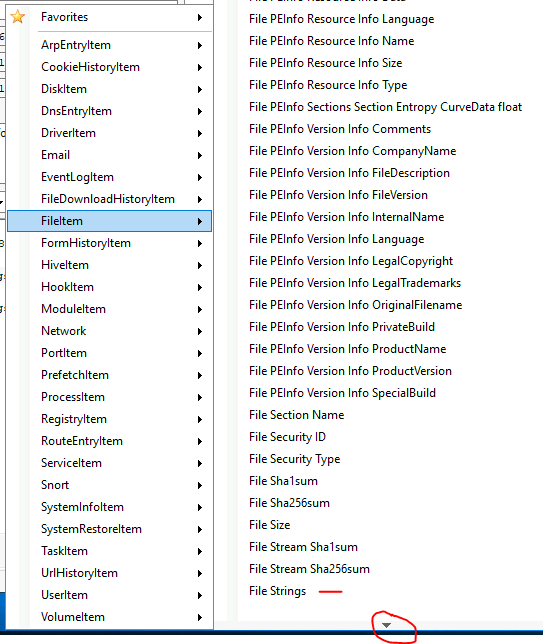 Favorites
ArpEntryItem
CookieHistoryItem
DiskItem
DnsEntryItem
DriverItem
Email
EventLogItem
FileDownloadHistoryItem
FileItem
FormHistoryItem
HiveItem
HookItem
ModuleItem
Network
PortItem
PrefetchItem
ProcessItem
RegistryItem
RouteEntryItem
ServiceItem
Snort
SystemInfoItem
SystemRestoreItem
TaskItem
UrlHistoryItem
UserItem
VolumeItem
File PEInfo Resource Info Language
File PEInfo Resource Info Name
File PEInfo Resource Info Size
File PEInfo Resource Info Type
File PEInfo Sections Section Entropy CurveData float
File PEInfo Version Info Comments
File PEInfo Version Info CompanyName
File PEInfo Version Info FileDescription
File PEInfo Version Info FileVersion
File PEInfo Version Info InternalName
File PEInfo Version Info Language
File PEInfo Version Info LegalCopyright
File PEInfo Version Info LegalTrademarks
File PEInfo Version Info OriginalFilename
File PEInfo Version Info PrivateBuild
File PEInfo Version Info ProductName
File PEInfo Version Info ProductVersion
File PEInfo Version Info SpecialBuild
File Section Name
File Security ID
File Security Type
File Sha1sum
File Sha256sum
File Size
File Stream Sha1sum
File Stream Sha256sum
File Strings